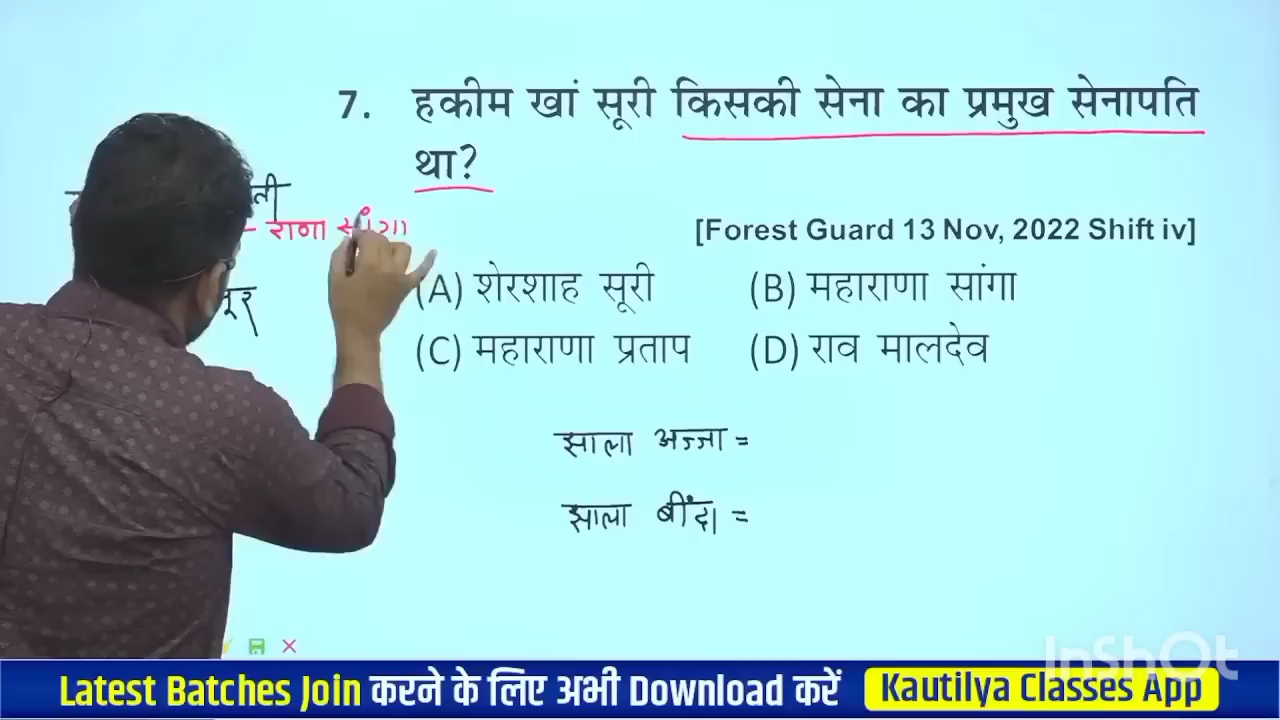 7. हकीम खां सूरी किसकी सेना का प्रमुख सेनापति
था?
– राणा सांगा
[Forest Guard 13 Nov, 2022 Shift iv]
(A) शेरशाह सूरी (B) महाराणा सांगा
(C) महाराणा प्रताप (D) राव मालदेव
झाला अज्जा =
झाला बींदा =
InShOt
Latest Batches Join करने के लिए अभी Download करें Kautilya Classes App